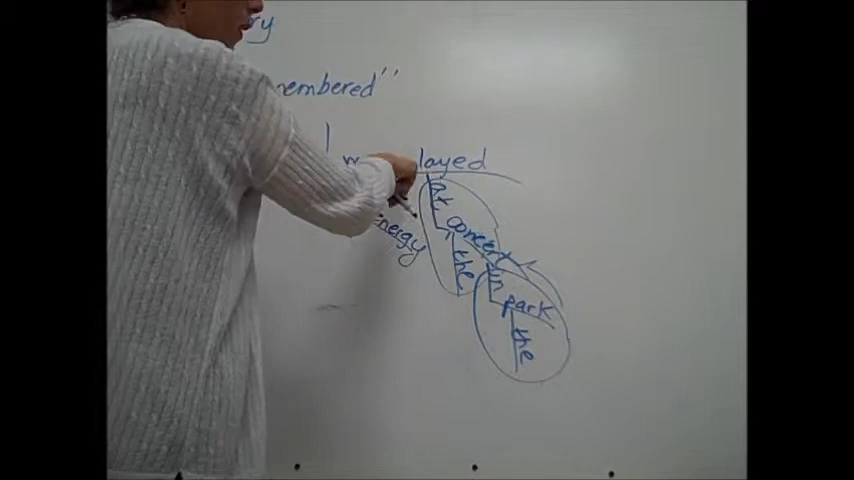 ry
membered"
w layed
at
energy
concert
the
in
park
the